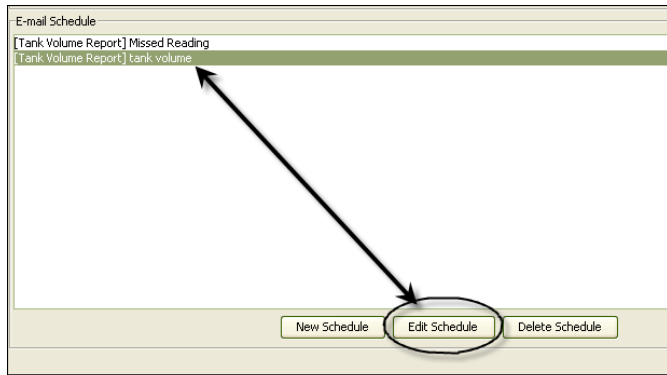 E-mail Schedule
[Tank Volume Report] Missed Reading
[Tank Volume Report] tank volume
New Schedule Edit Schedule Delete Schedule